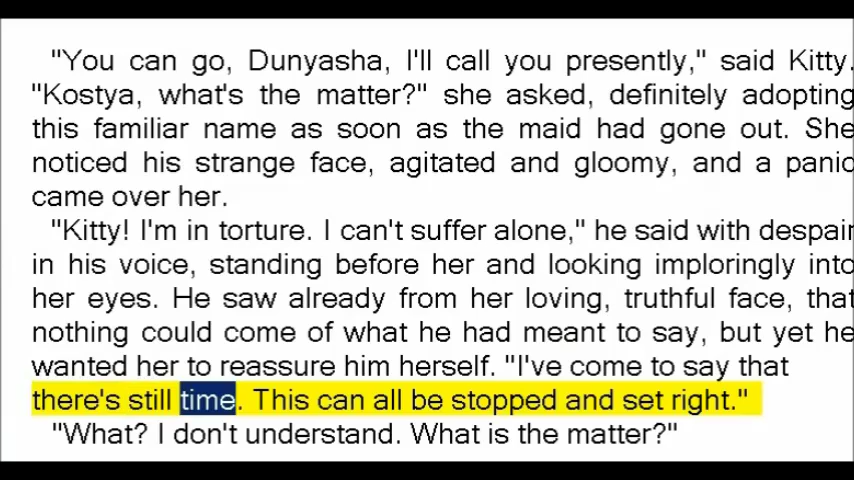 "You can go, Dunyasha, I'll call you presently," said Kitty.
"Kostya, what's the matter?" she asked, definitely adopting
this familiar name as soon as the maid had gone out. She
noticed his strange face, agitated and gloomy, and a panic
came over her.
"Kitty! I'm in torture. I can't suffer alone," he said with despair
in his voice, standing before her and looking imploringly into
her eyes. He saw already from her loving, truthful face, that
nothing could come of what he had meant to say, but yet he
wanted her to reassure him herself. "I've come to say that
there's still time. This can all be stopped and set right."
"What? I don't understand. What is the matter?"